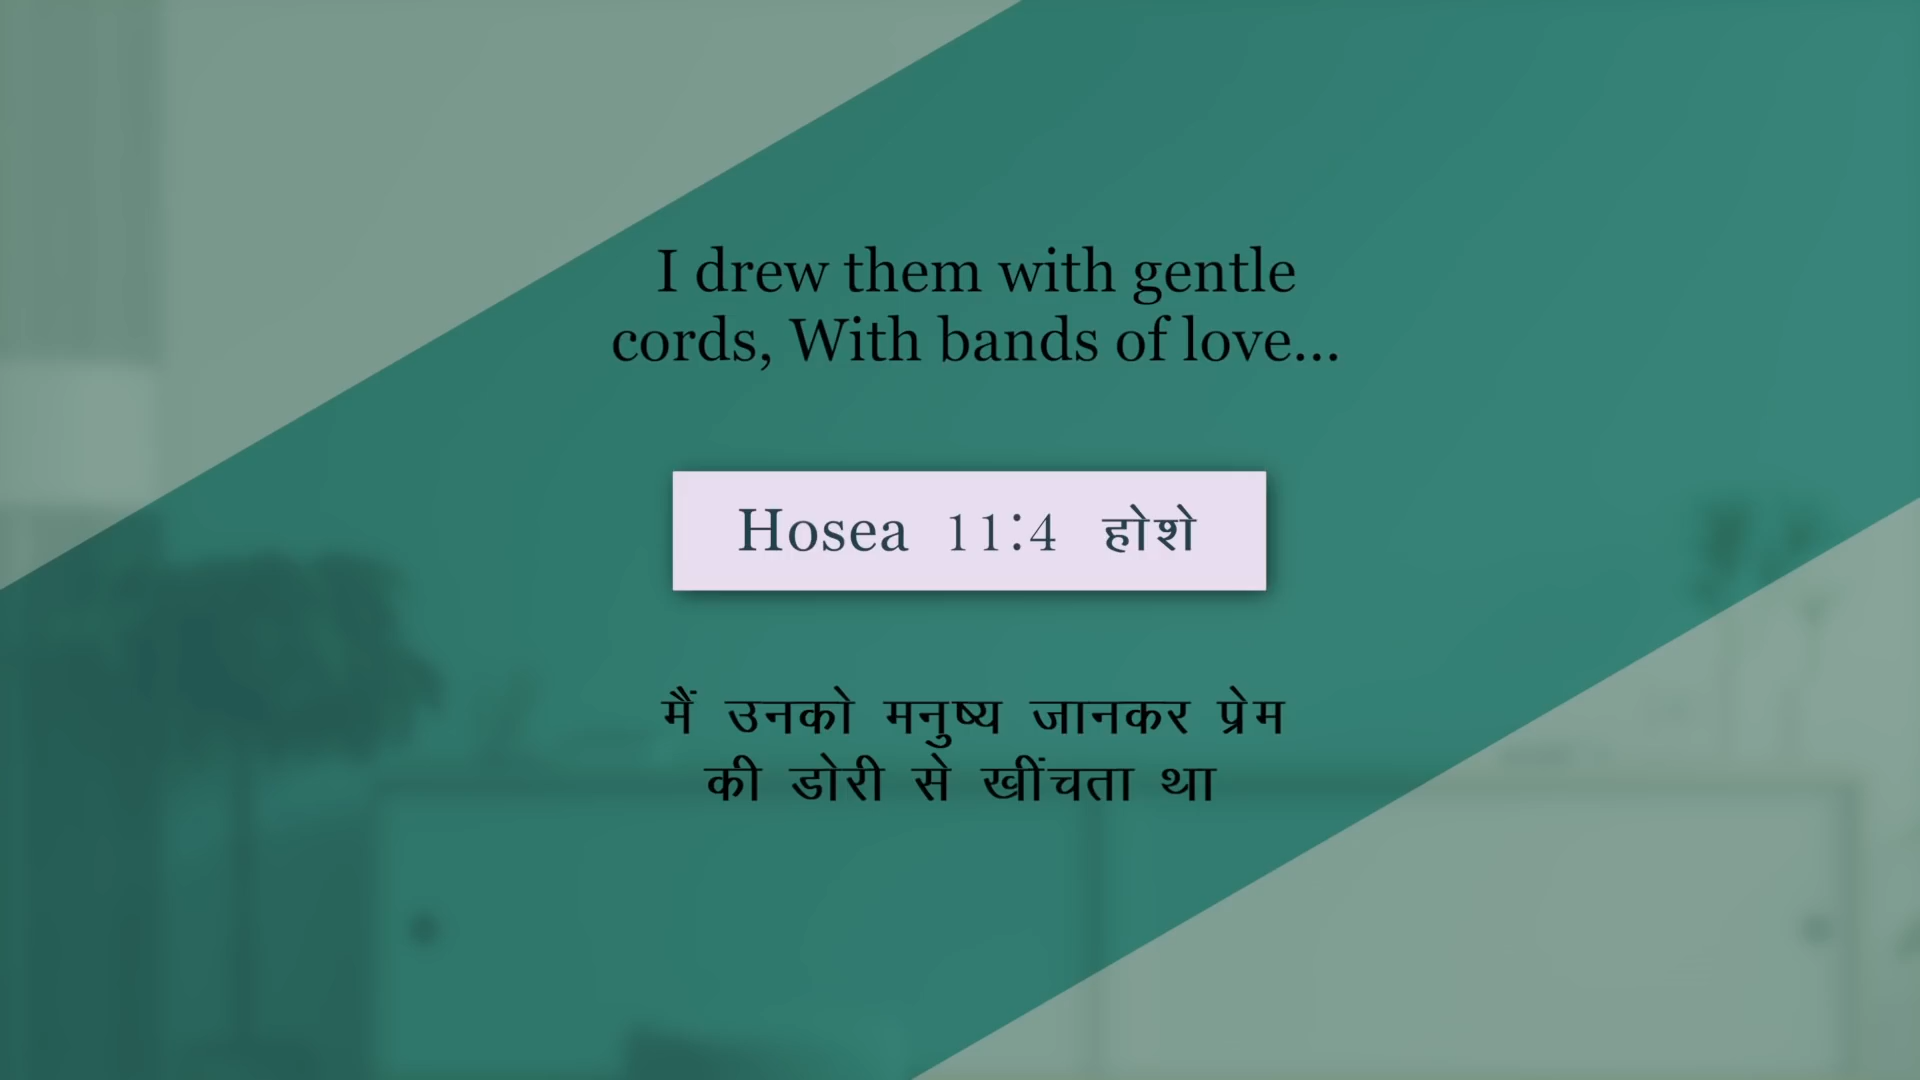 I drew them with gentle
cords, With bands of love...
Hosea 11:4 होशे
मैं उनको मनुष्य जानकर प्रेम
की डोरी से खींचता था